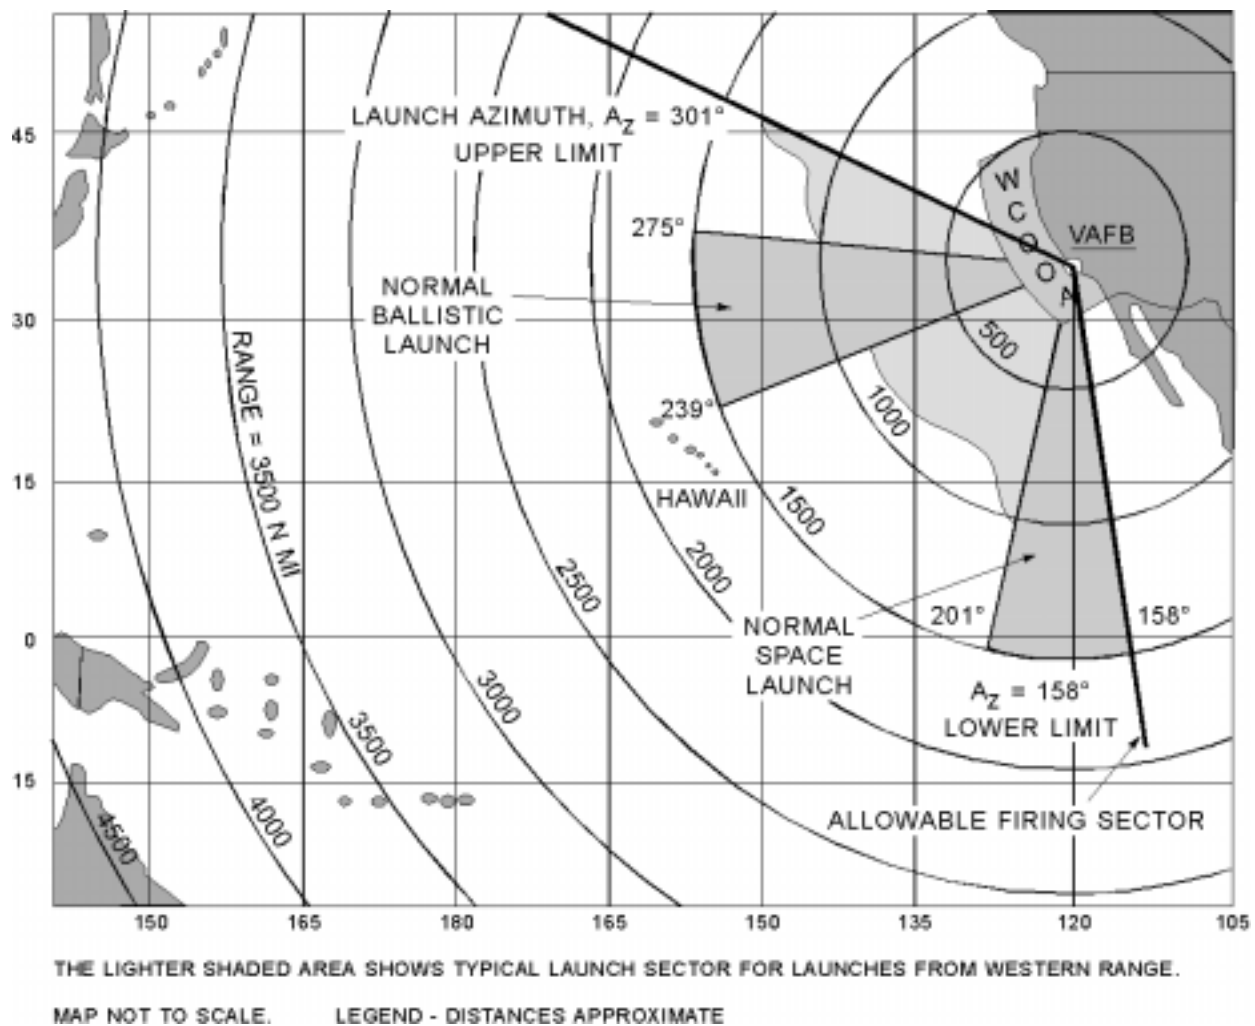 LAUNCH AZIMUTH, AZ = 301°
UPPER LIMIT
45
W
C
O
O
A
VAFB
275°
NORMAL
BALLISTIC
LAUNCH
30
500
RANGE = 3500 N MI
239°
1000
HAWAII
15
1500
2000
2500
NORMAL
SPACE
LAUNCH
201°
158°
0
AZ = 158°
LOWER LIMIT
3000
3500
15
4000
4500
ALLOWABLE FIRING SECTOR
150 165 180 165 150 135 120 105
THE LIGHTER SHADED AREA SHOWS TYPICAL LAUNCH SECTOR FOR LAUNCHES FROM WESTERN RANGE.
MAP NOT TO SCALE. LEGEND - DISTANCES APPROXIMATE